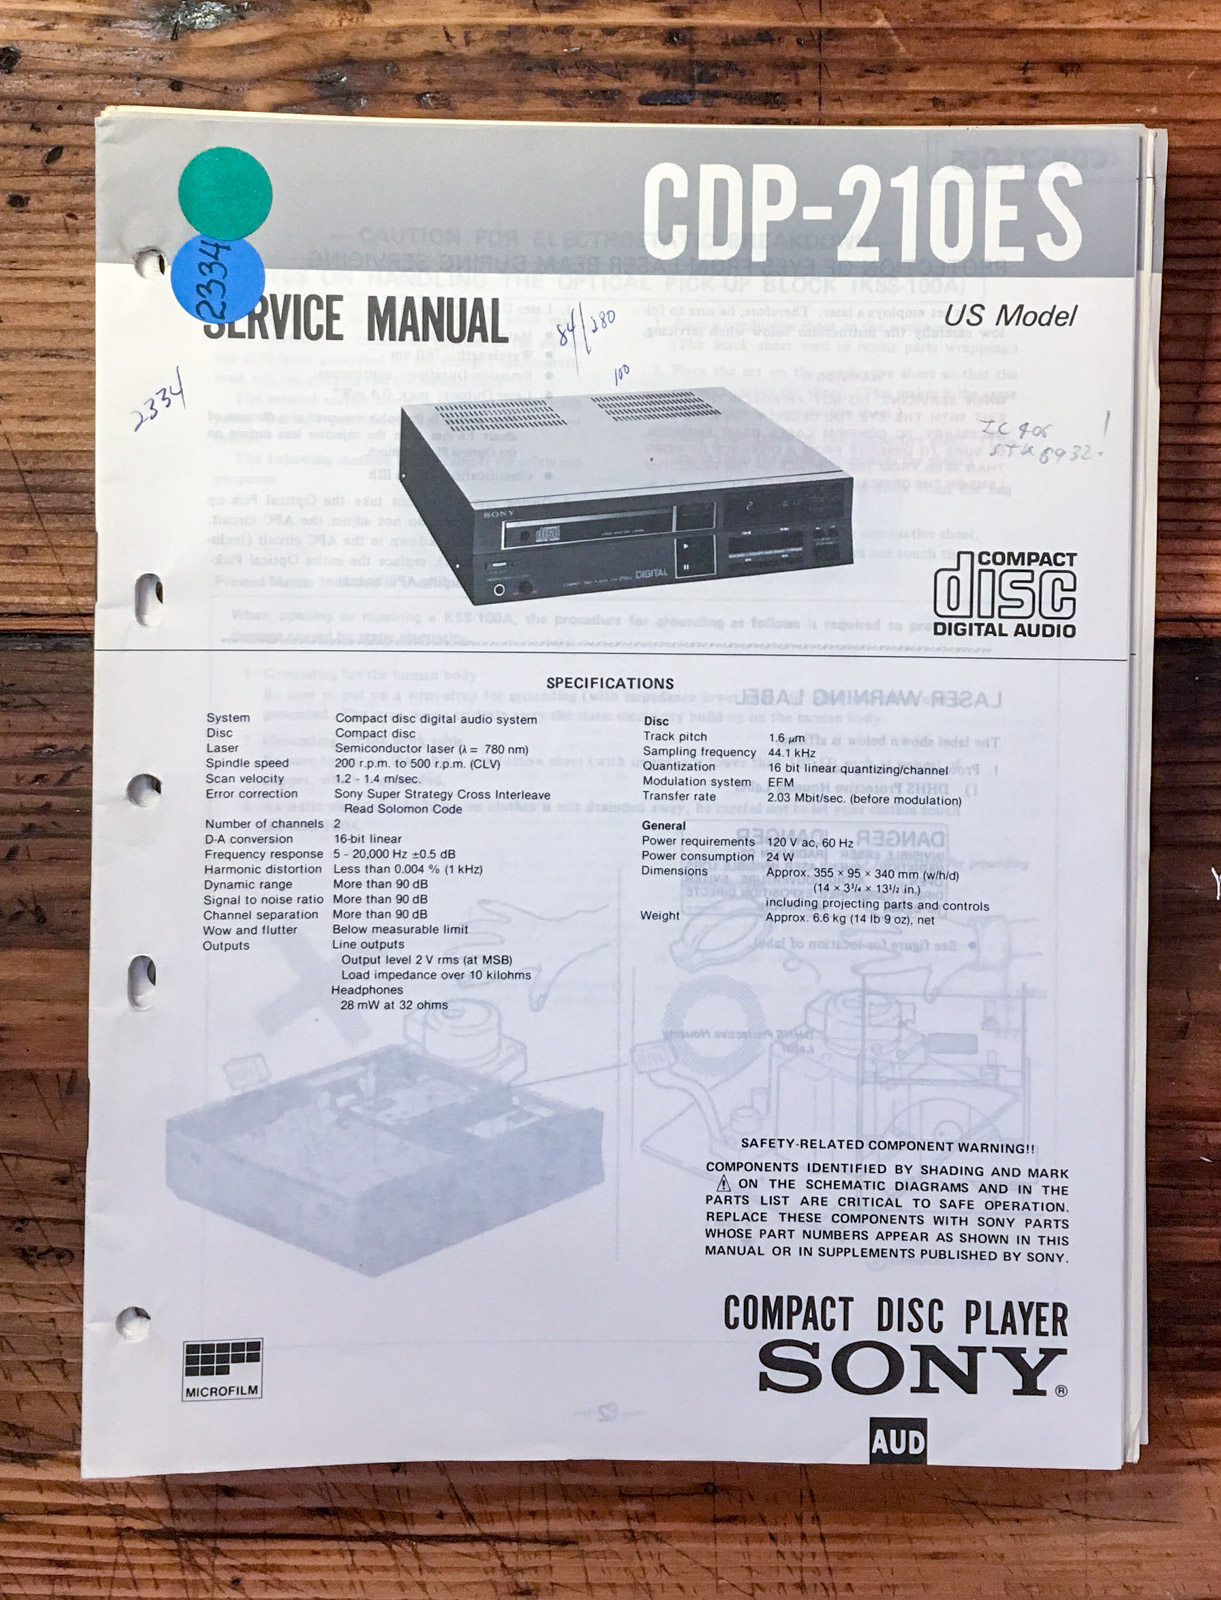 CDP-210ES
2334
SERVICE MANUAL
US Model
84/280
100
2334
SONY
DIGITAL
COMPACT
disc
DIGITAL AUDIO
SPECIFICATIONS
System Compact disc digital audio system
Disc Compact disc
Laser Semiconductor laser (λ = 780 nm)
Spindle speed 200 r.p.m. to 500 r.p.m. (CLV)
Scan velocity 1.2 - 1.4 m/sec.
Error correction Sony Super Strategy Cross Interleave
Read Solomon Code
Number of channels 2
D-A conversion 16-bit linear
Frequency response 5 - 20,000 Hz ±0.5 dB
Harmonic distortion Less than 0.004 % (1 kHz)
Dynamic range More than 90 dB
Signal to noise ratio More than 90 dB
Channel separation More than 90 dB
Wow and flutter Below measurable limit
Outputs Line outputs
Output level 2 V rms (at MSB)
Load impedance over 10 kilohms
Headphones
28 mW at 32 ohms
Disc
Track pitch 1.6 μm
Sampling frequency 44.1 kHz
Quantization 16 bit linear quantizing/channel
Modulation system EFM
Transfer rate 2.03 Mbit/sec. (before modulation)
General
Power requirements 120 V ac, 60 Hz
Power consumption 24 W
Dimensions Approx. 355 × 95 × 340 mm (w/h/d)
(14 × 3 3/4 × 13 1/2 in.)
including projecting parts and controls
Weight Approx. 6.6 kg (14 lb 9 oz), net
SAFETY-RELATED COMPONENT WARNING!!
COMPONENTS IDENTIFIED BY SHADING AND MARK
⚠ ON THE SCHEMATIC DIAGRAMS AND IN THE
PARTS LIST ARE CRITICAL TO SAFE OPERATION.
REPLACE THESE COMPONENTS WITH SONY PARTS
WHOSE PART NUMBERS APPEAR AS SHOWN IN THIS
MANUAL OR IN SUPPLEMENTS PUBLISHED BY SONY.
COMPACT DISC PLAYER
SONY®
MICROFILM
AUD